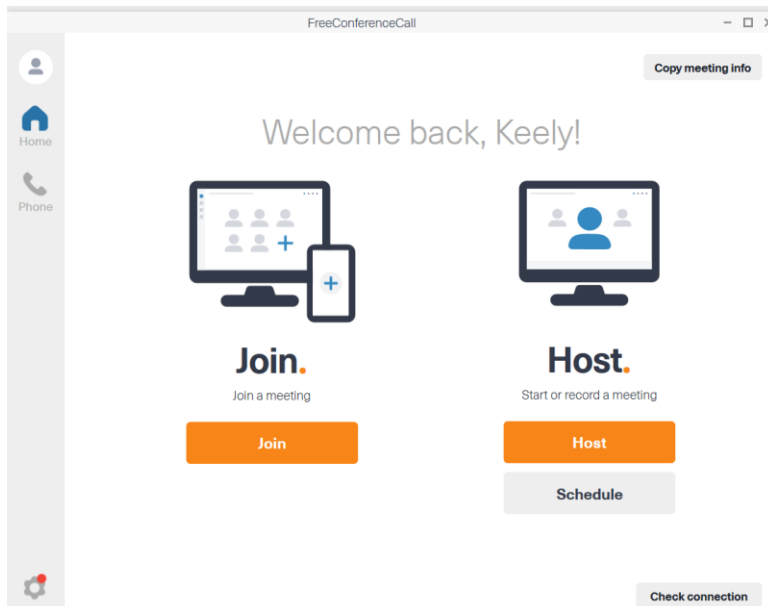 FreeConferenceCall
Copy meeting info
Home
Phone
Welcome back, Keely!
Join.
Join a meeting
Join
Host.
Start or record a meeting
Host
Schedule
Check connection